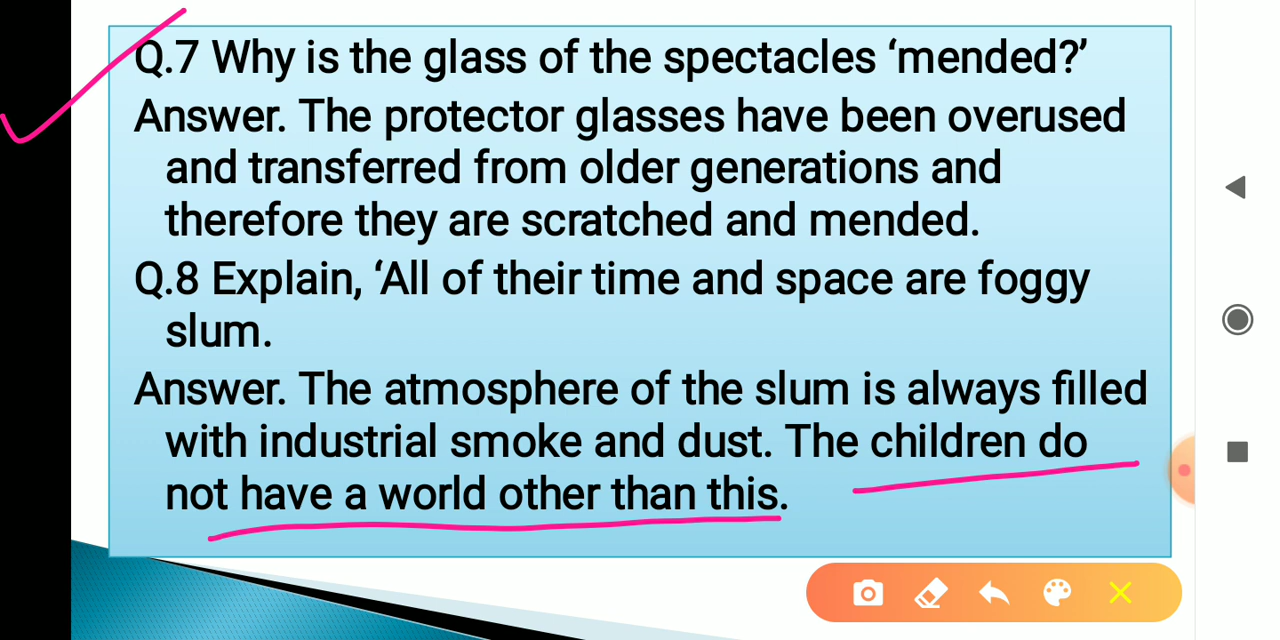 Q.7 Why is the glass of the spectacles ‘mended?’
Answer. The protector glasses have been overused
and transferred from older generations and
therefore they are scratched and mended.
Q.8 Explain, ‘All of their time and space are foggy
slum.
Answer. The atmosphere of the slum is always filled
with industrial smoke and dust. The children do
not have a world other than this.